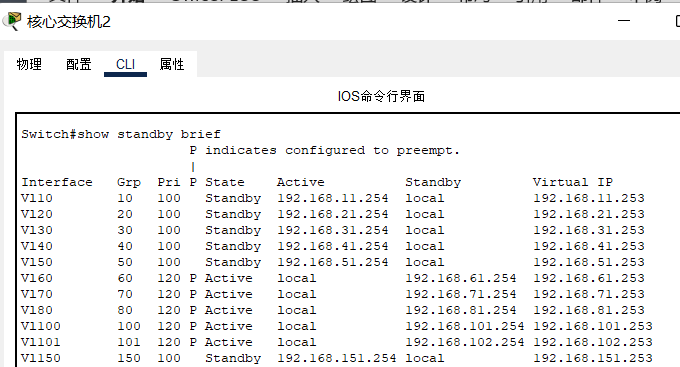 核心交换机2
物理 配置 CLI 属性
IOS命令行界面
Switch#show standby brief
P indicates configured to preempt.
|
Interface Grp Pri P State Active Standby Virtual IP
Vl10 10 100 Standby 192.168.11.254 local 192.168.11.253
Vl20 20 100 Standby 192.168.21.254 local 192.168.21.253
Vl30 30 100 Standby 192.168.31.254 local 192.168.31.253
Vl40 40 100 Standby 192.168.41.254 local 192.168.41.253
Vl50 50 100 Standby 192.168.51.254 local 192.168.51.253
Vl60 60 120 P Active local 192.168.61.254 192.168.61.253
Vl70 70 120 P Active local 192.168.71.254 192.168.71.253
Vl80 80 120 P Active local 192.168.81.254 192.168.81.253
Vl100 100 120 P Active local 192.168.101.254 192.168.101.253
Vl101 101 120 P Active local 192.168.102.254 192.168.102.253
Vl150 150 100 Standby 192.168.151.254 local 192.168.151.253